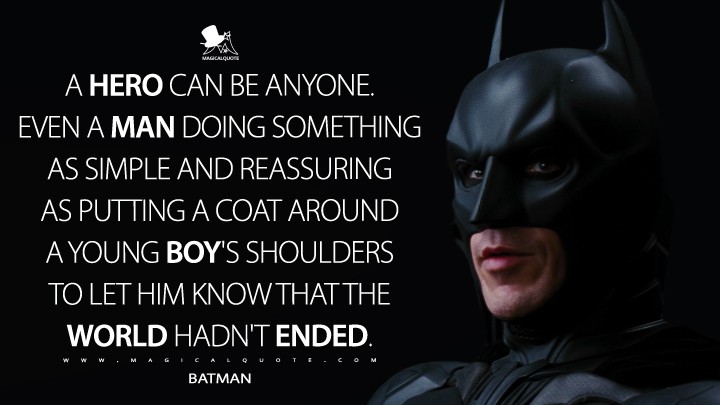 MAGICALQUOTE
A HERO CAN BE ANYONE.
EVEN A MAN DOING SOMETHING
AS SIMPLE AND REASSURING
AS PUTTING A COAT AROUND
A YOUNG BOY'S SHOULDERS
TO LET HIM KNOW THAT THE
WORLD HADN'T ENDED.
WWW.MAGICALQUOTE.COM
BATMAN